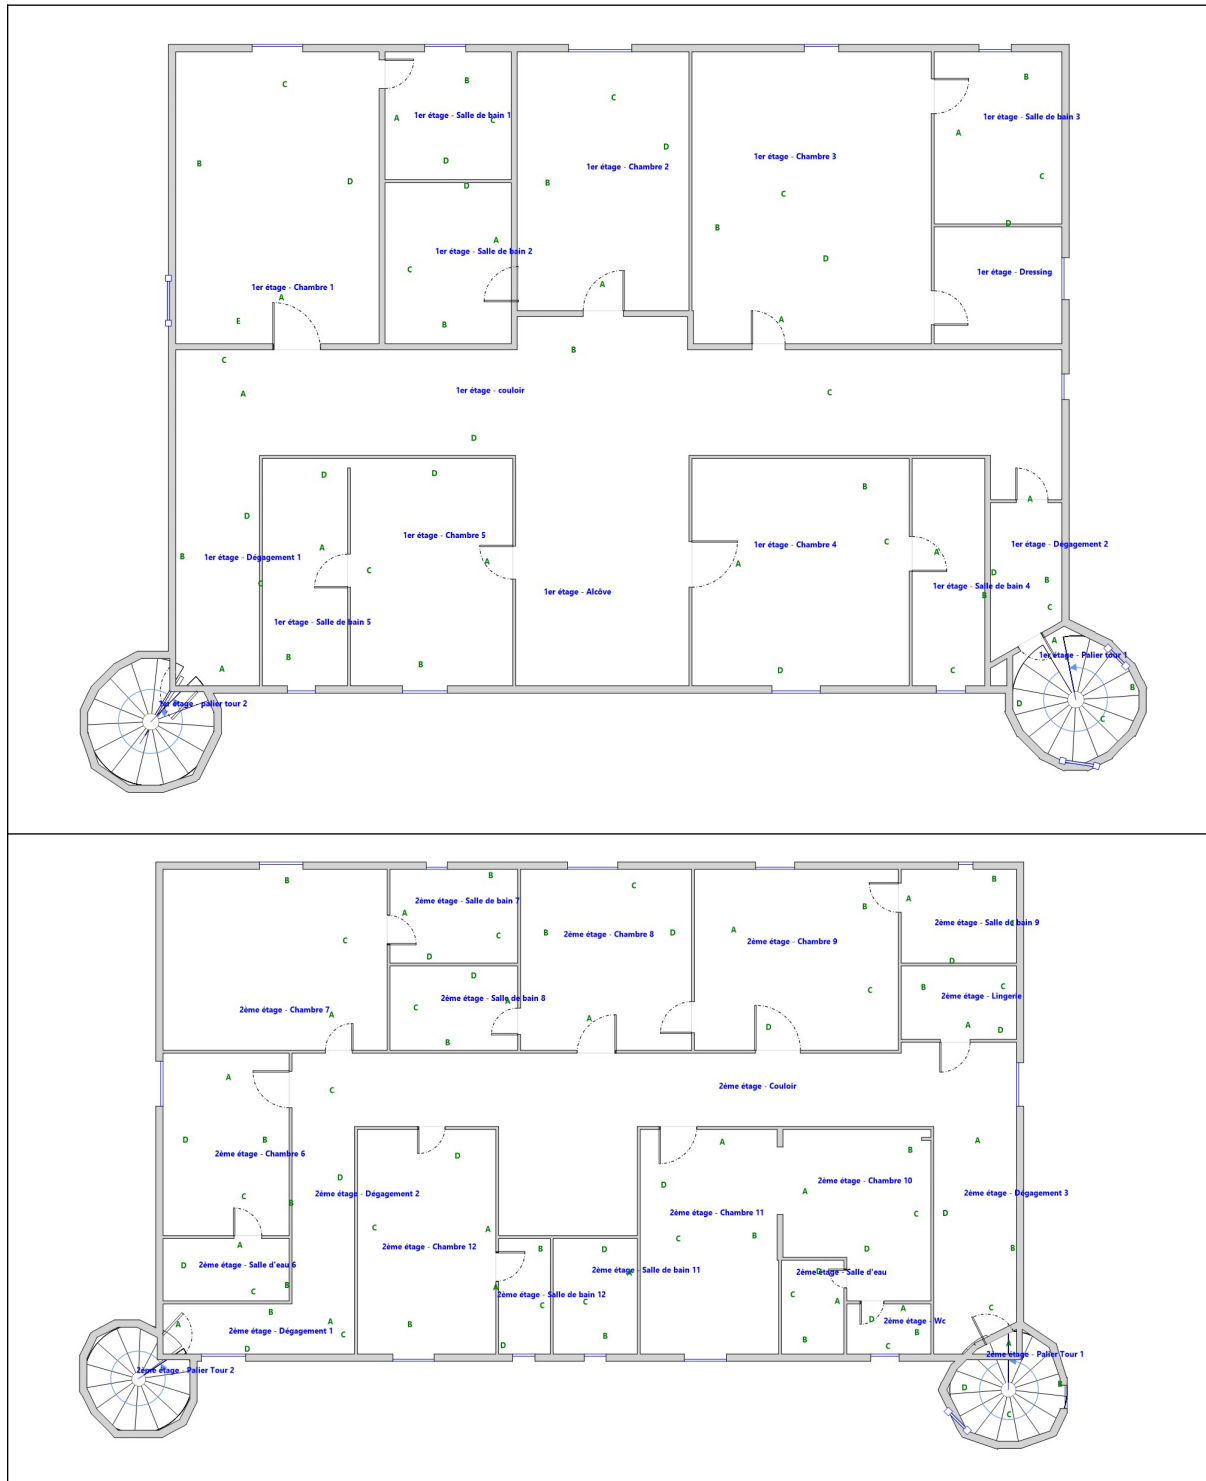 C
B
1er étage - Salle de bain 1
A
C
D
B
D
1er étage - Chambre 1
A
E
D
A
1er étage - Salle de bain 2
C
B
C
D
1er étage - Chambre 2
B
A
1er étage - Chambre 3
C
B
D
A
B
1er étage - Salle de bain 3
A
C
D
1er étage - Dressing
B
C
A
1er étage - couloir
C
D
D
B
1er étage - Dégagement 1
C
A
D
A
1er étage - Salle de bain 5
B
D
1er étage - Chambre 5
A
C
B
1er étage - Alcôve
B
1er étage - Chambre 4
C
A
D
A
1er étage - Salle de bain 4
B
C
A
1er étage - Dégagement 2
D
B
C
A
1er étage - Palier tour 1
B
D
C
1er étage - palier tour 2
B
C
2ème étage - Chambre 7
A
B
2ème étage - Salle de bain 7
A
C
D
D
2ème étage - Salle de bain 8
A
C
B
C
B
2ème étage - Chambre 8
D
A
B
A
2ème étage - Chambre 9
C
D
B
A
2ème étage - Salle de bain 9
C
D
B
C
2ème étage - Lingerie
A
D
2ème étage - Couloir
C
A
D
B
2ème étage - Chambre 6
C
B
D
2ème étage - Dégagement 2
A
D
2ème étage - Salle d'eau 6
C
B
B
A
2ème étage - Dégagement 1
A
C
D
2ème étage - Palier Tour 2
D
C
A
2ème étage - Chambre 12
B
B
A
2ème étage - Salle de bain 12
C
D
D
2ème étage - Salle de bain 11
A
C
B
A
D
2ème étage - Chambre 11
C
B
B
2ème étage - Chambre 10
A
C
D
D
2ème étage - Salle d'eau
C
A
B
A
2ème étage - Wc
D
B
C
A
2ème étage - Dégagement 3
D
B
C
A
2ème étage - Palier Tour 1
D
B
C